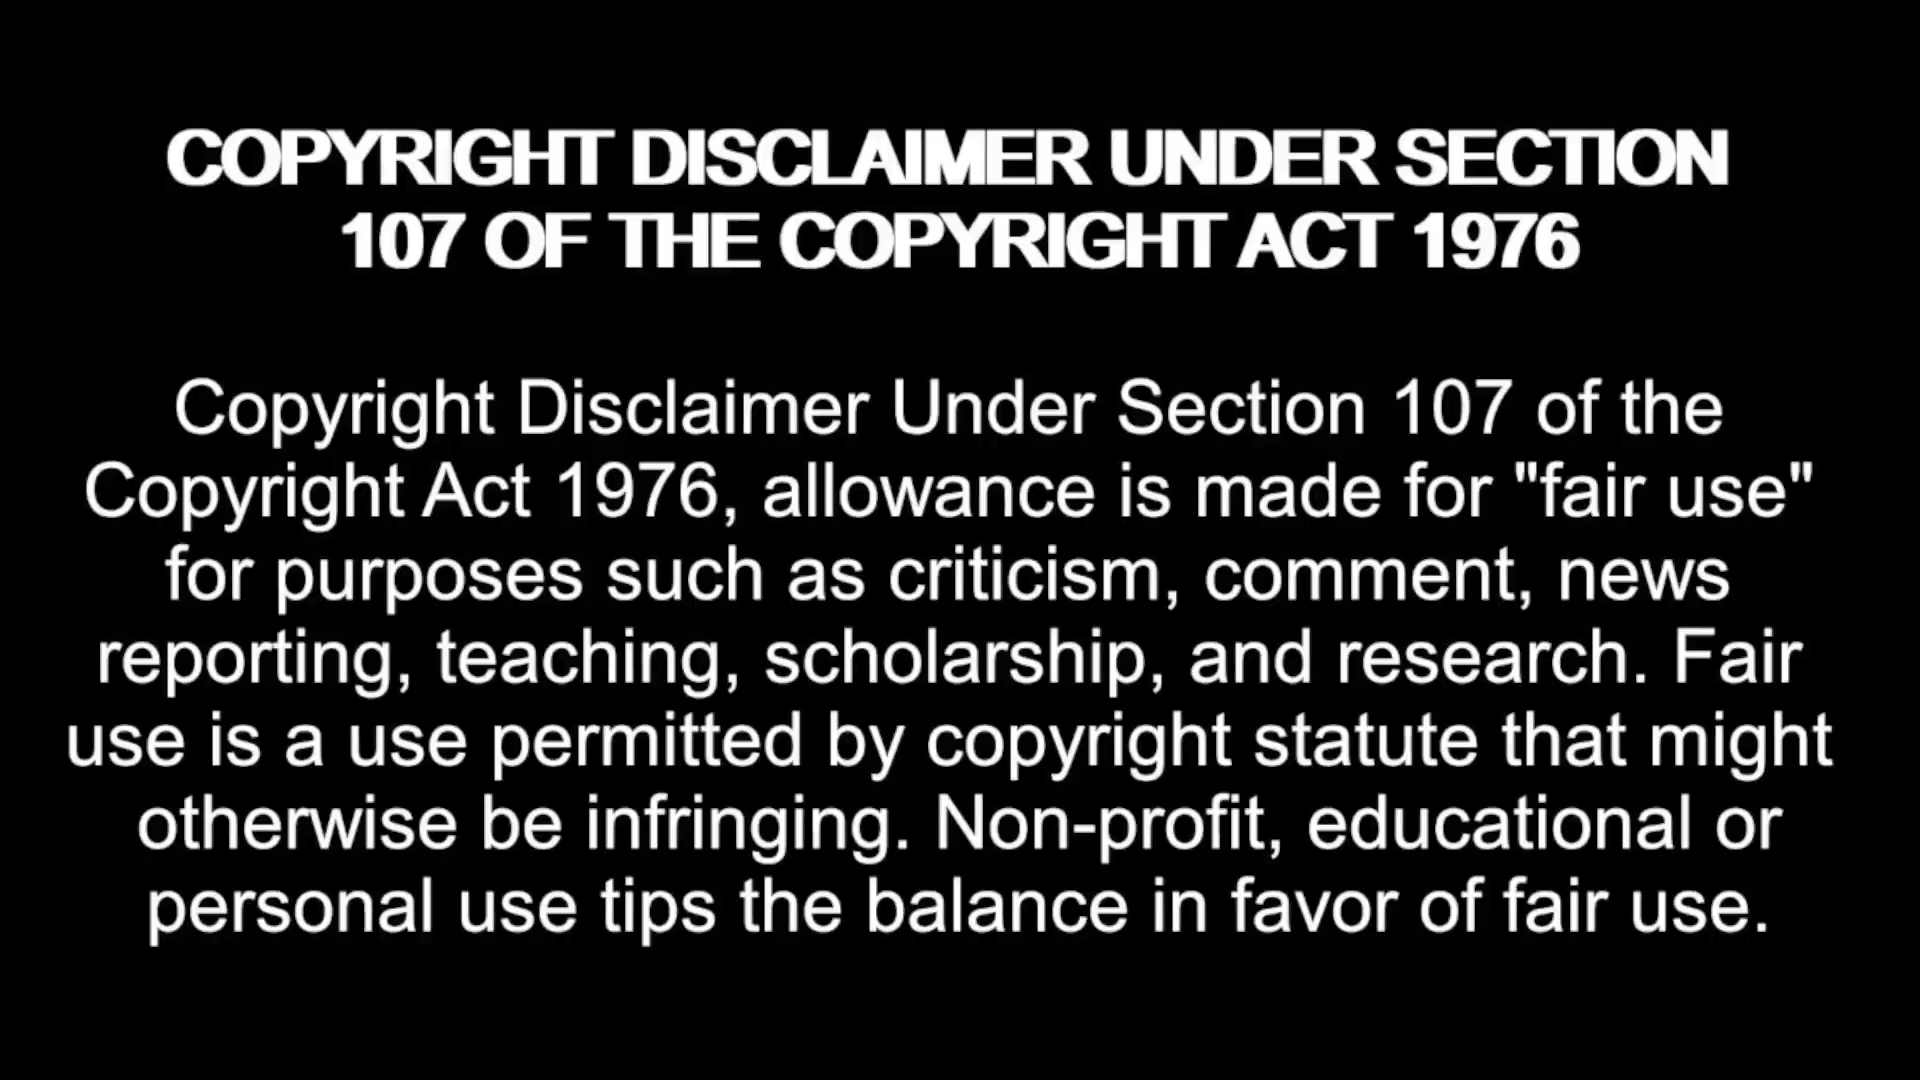 COPYRIGHT DISCLAIMER UNDER SECTION
107 OF THE COPYRIGHT ACT 1976
Copyright Disclaimer Under Section 107 of the
Copyright Act 1976, allowance is made for "fair use"
for purposes such as criticism, comment, news
reporting, teaching, scholarship, and research. Fair
use is a use permitted by copyright statute that might
otherwise be infringing. Non-profit, educational or
personal use tips the balance in favor of fair use.